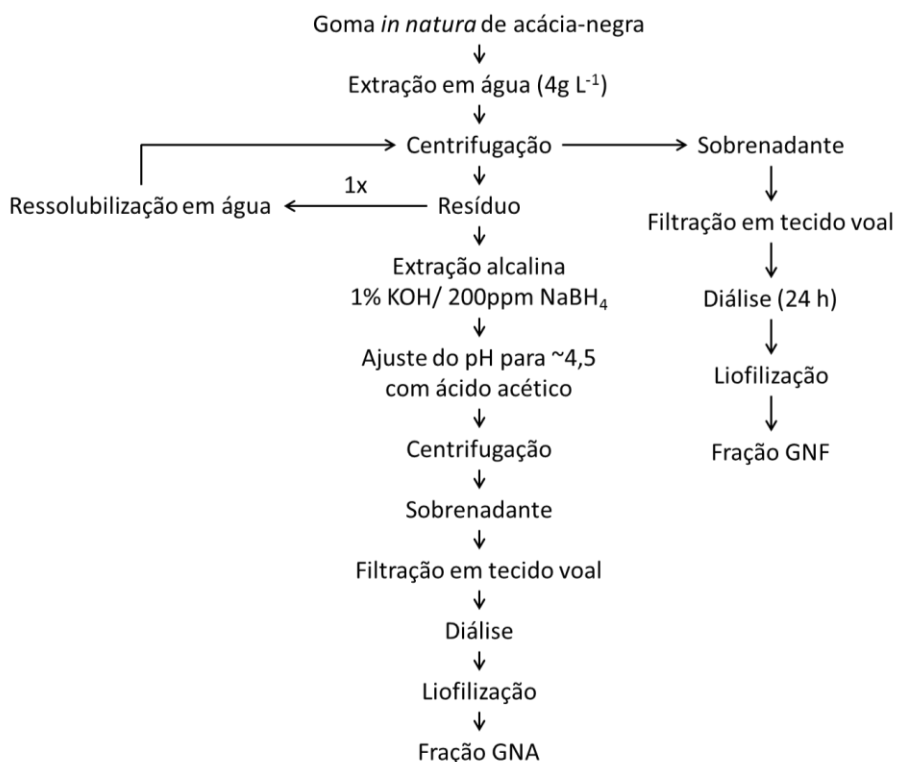 Goma in natura de acácia-negra
Extração em água (4g L-1)
Centrifugação
Sobrenadante
1x
Ressolubilização em água
Resíduo
Filtração em tecido voal
Extração alcalina
1% KOH/ 200ppm NaBH4
Diálise (24 h)
Ajuste do pH para ~4,5
com ácido acético
Liofilização
Centrifugação
Fração GNF
Sobrenadante
Filtração em tecido voal
Diálise
Liofilização
Fração GNA